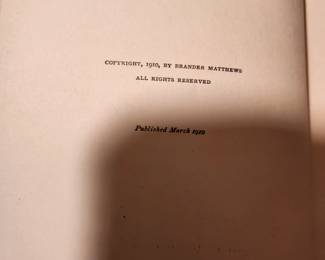 COPYRIGHT, 1910, BY BRANDER MATTHEWS
ALL RIGHTS RESERVED
Published March 1910